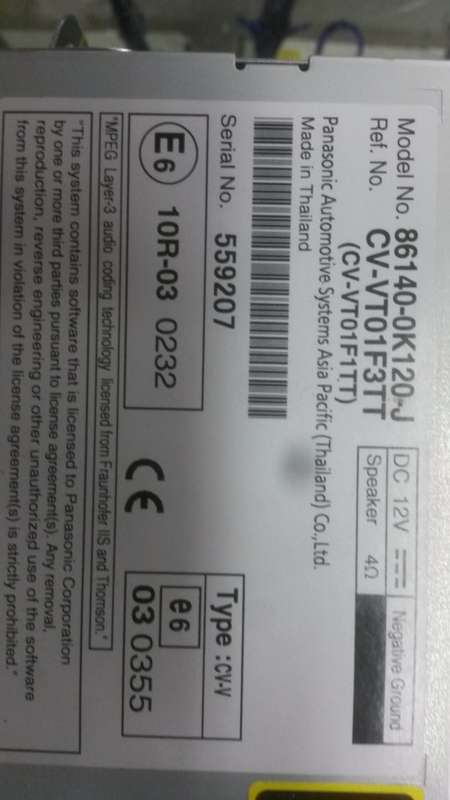 Model No. 86140-0K120-J
Ref. No. CV-VT01F3TT
(CV-VT01F1TT)
DC 12V ⎓ Negative Ground
Speaker 4Ω
Panasonic Automotive Systems Asia Pacific (Thailand) Co.,Ltd.
Made in Thailand
Serial No. 559207
E6 10R-03 0232
CE
Type :CV-V
e6
03 0355
"MPEG Layer-3 audio coding technology licensed from Fraunhofer IIS and Thomson."
"This system contains software that is licensed to Panasonic Corporation
by one or more third parties pursuant to license agreement(s). Any removal,
reproduction, reverse engineering or other unauthorized use of the software
from this system in violation of the license agreement(s) is strictly prohibited."